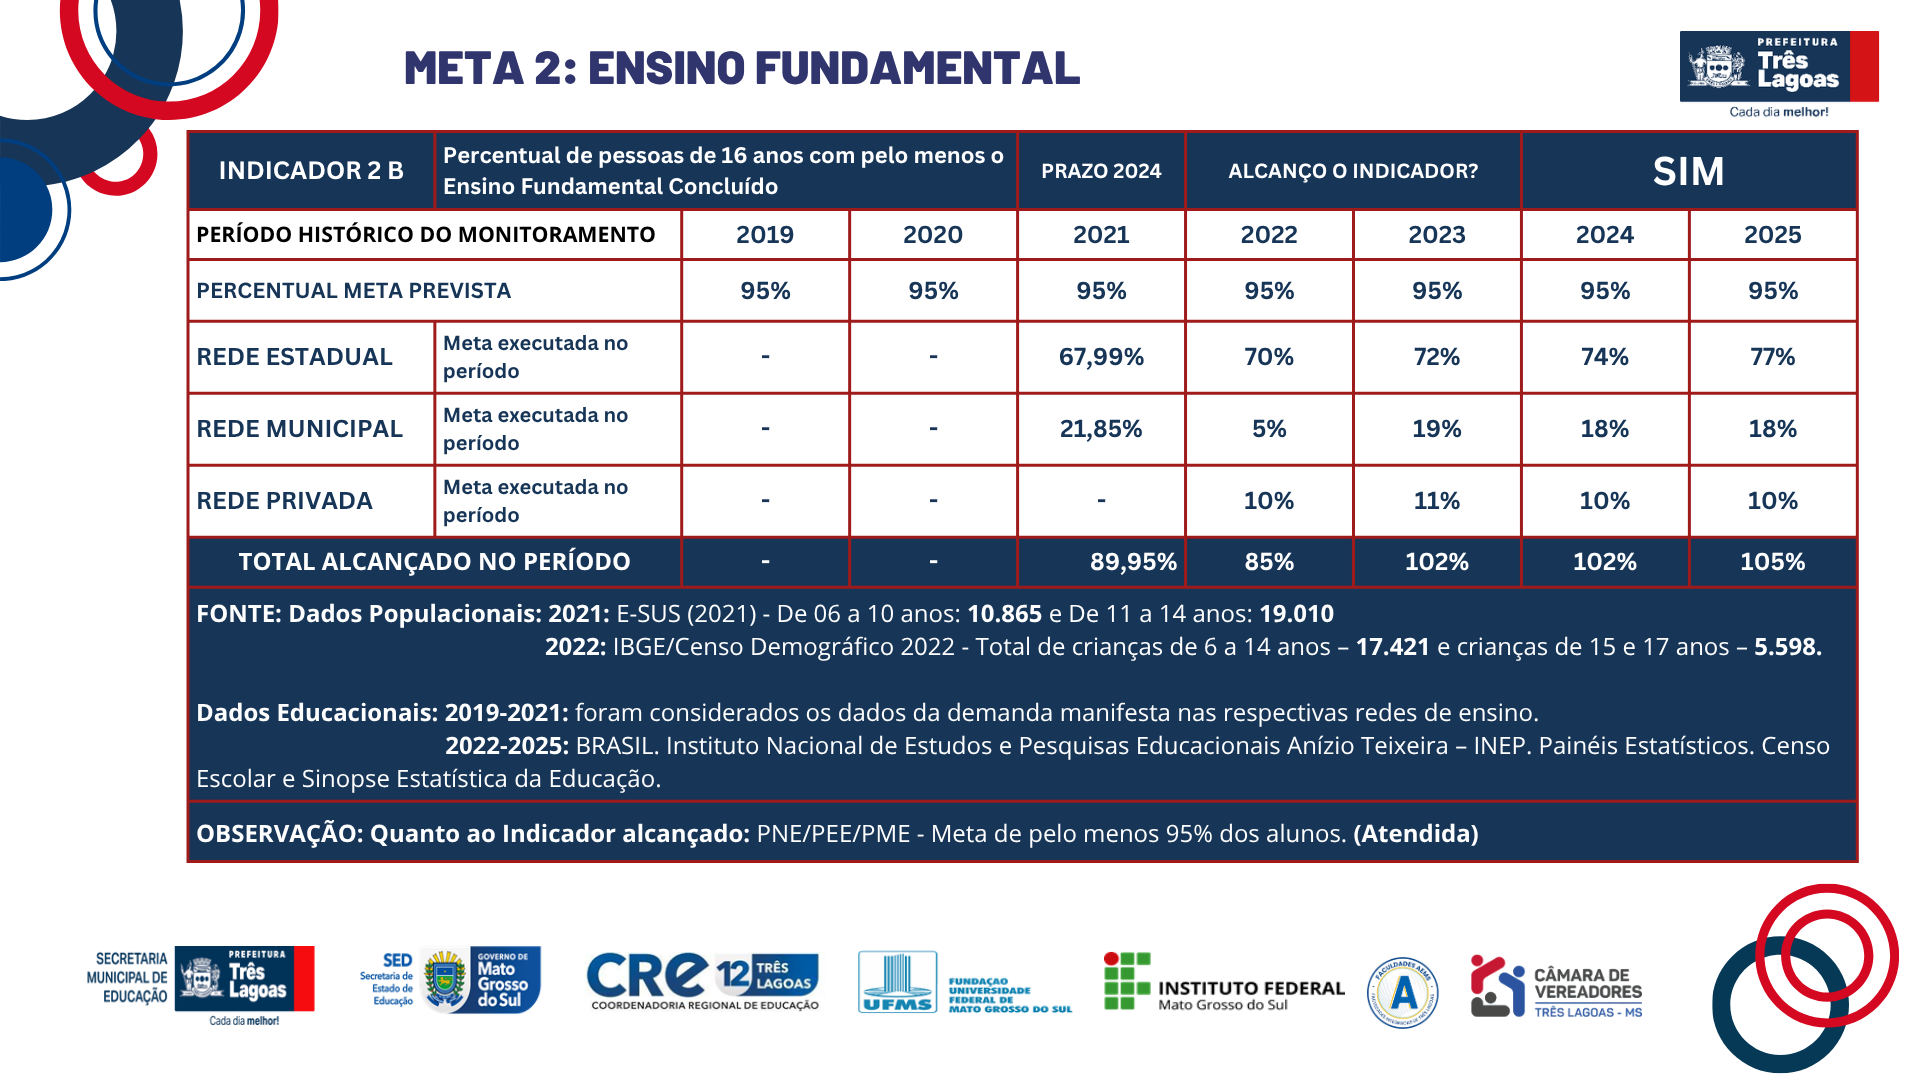 META 2: ENSINO FUNDAMENTAL
PREFEITURA
Três
Lagoas
Cada dia melhor!
INDICADOR 2 B
Percentual de pessoas de 16 anos com pelo menos o
Ensino Fundamental Concluído
PRAZO 2024
ALCANÇO O INDICADOR?
SIM
PERÍODO HISTÓRICO DO MONITORAMENTO 2019 2020 2021 2022 2023 2024 2025
PERCENTUAL META PREVISTA 95% 95% 95% 95% 95% 95% 95%
REDE ESTADUAL
Meta executada no
período
- - 67,99% 70% 72% 74% 77%
REDE MUNICIPAL
Meta executada no
período
- - 21,85% 5% 19% 18% 18%
REDE PRIVADA
Meta executada no
período
- - - 10% 11% 10% 10%
TOTAL ALCANÇADO NO PERÍODO - - 89,95% 85% 102% 102% 105%
FONTE: Dados Populacionais: 2021: E-SUS (2021) - De 06 a 10 anos: 10.865 e De 11 a 14 anos: 19.010
2022: IBGE/Censo Demográfico 2022 - Total de crianças de 6 a 14 anos – 17.421 e crianças de 15 e 17 anos – 5.598.
Dados Educacionais: 2019-2021: foram considerados os dados da demanda manifesta nas respectivas redes de ensino.
2022-2025: BRASIL. Instituto Nacional de Estudos e Pesquisas Educacionais Anízio Teixeira – INEP. Painéis Estatísticos. Censo
Escolar e Sinopse Estatística da Educação.
OBSERVAÇÃO: Quanto ao Indicador alcançado: PNE/PEE/PME - Meta de pelo menos 95% dos alunos. (Atendida)
SECRETARIA
MUNICIPAL DE
EDUCAÇÃO
PREFEITURA
Três
Lagoas
Cada dia melhor!
SED
Secretaria de
Estado de
Educação
GOVERNO DE
Mato
Grosso
do Sul
CRe 12 TRÊS
LAGOAS
COORDENADORIA REGIONAL DE EDUCAÇÃO
UFMS
FUNDAÇAO
UNIVERSIDADE
FEDERAL DE
MATO GROSSO DO SUL
INSTITUTO FEDERAL
Mato Grosso do Sul
FACULDADES AEMS
A
CÂMARA DE
VEREADORES
TRÊS LAGOAS - MS